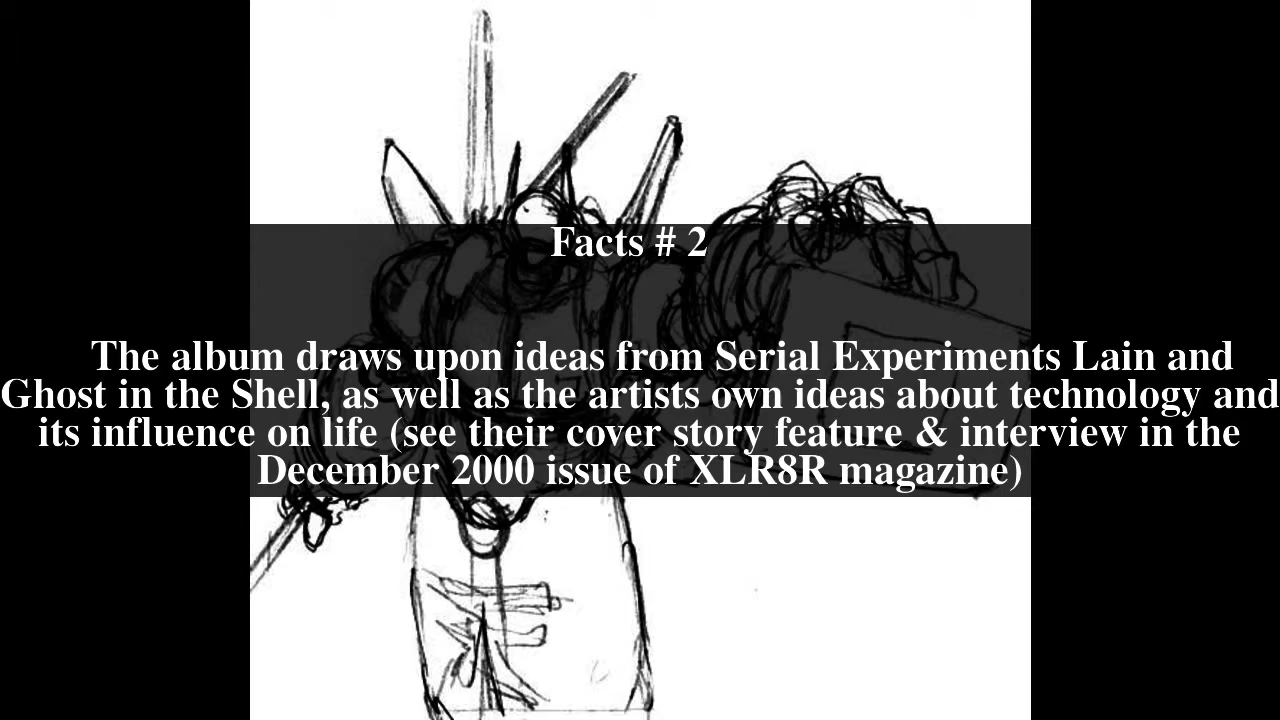 Facts # 2
The album draws upon ideas from Serial Experiments Lain and
Ghost in the Shell, as well as the artists own ideas about technology and
its influence on life (see their cover story feature & interview in the
December 2000 issue of XLR8R magazine)